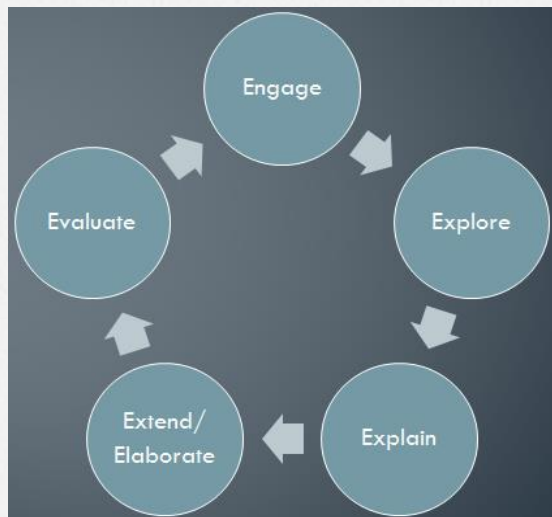 Engage
Explore
Explain
Extend/
Elaborate
Evaluate